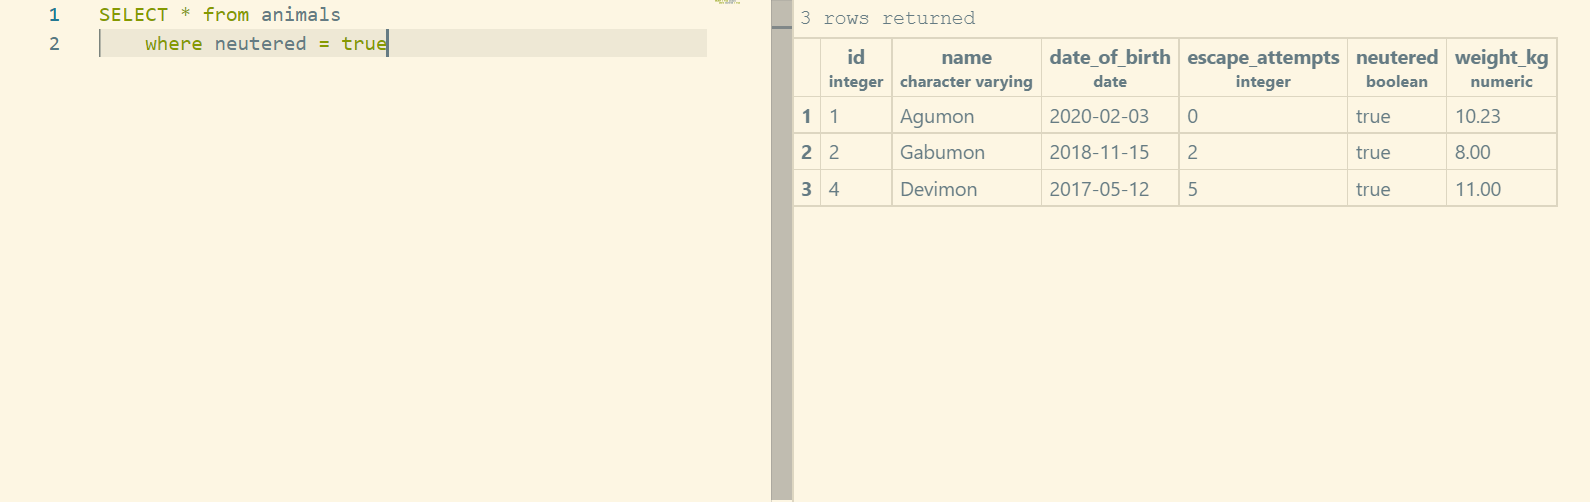 1 SELECT * from animals
2 where neutered = true
3 rows returned
id name date_of_birth escape_attempts neutered weight_kg
integer character varying date integer boolean numeric
1 1 Agumon 2020-02-03 0 true 10.23
2 2 Gabumon 2018-11-15 2 true 8.00
3 4 Devimon 2017-05-12 5 true 11.00